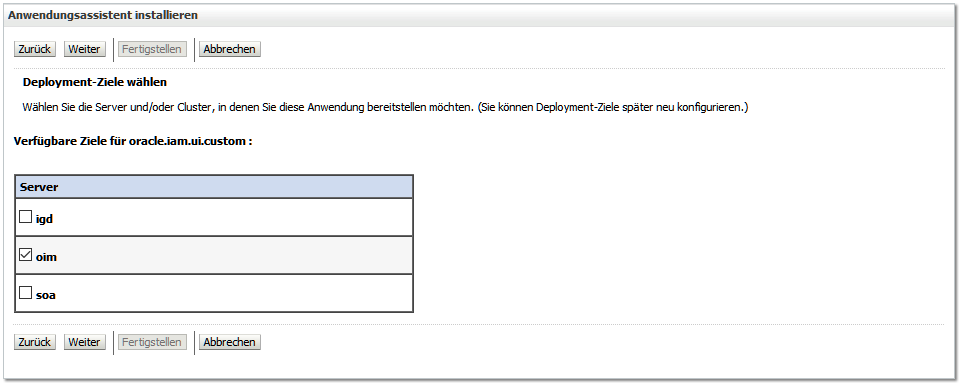 Anwendungsassistent installieren
Zurück Weiter Fertigstellen Abbrechen
Deployment-Ziele wählen
Wählen Sie die Server und/oder Cluster, in denen Sie diese Anwendung bereitstellen möchten. (Sie können Deployment-Ziele später neu konfigurieren.)
Verfügbare Ziele für oracle.iam.ui.custom :
Server
igd
oim
soa
Zurück Weiter Fertigstellen Abbrechen